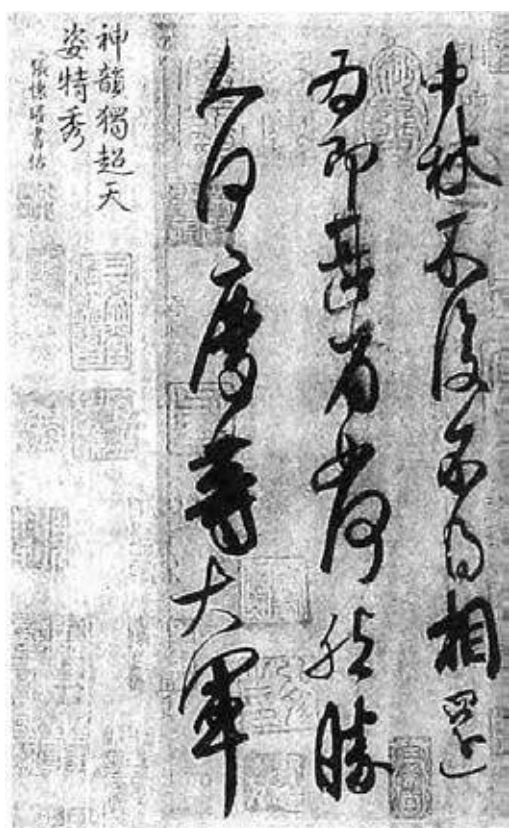 中秋不復不得相還
為即甚省如何然勝
人何慶等大軍
神韻獨超天
姿特秀
張懷瓘書估